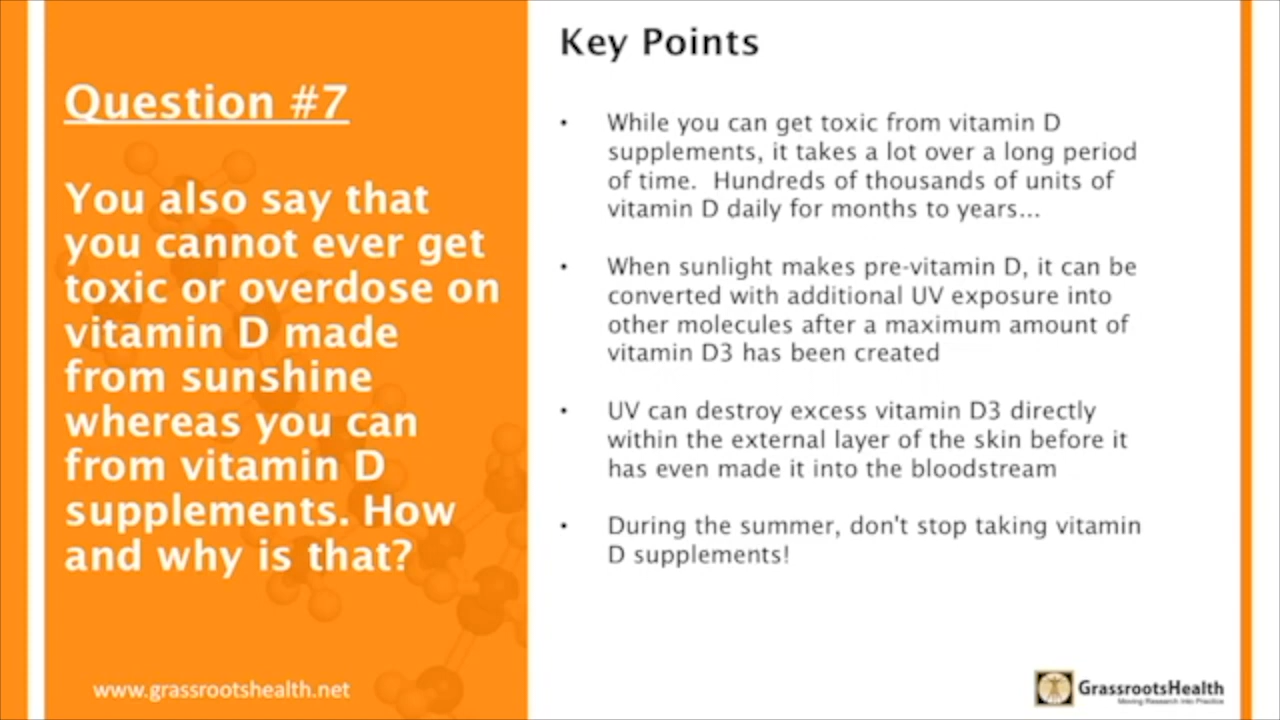 Question #7
You also say that
you cannot ever get
toxic or overdose on
vitamin D made
from sunshine
whereas you can
from vitamin D
supplements. How
and why is that?
www.grassrootshealth.net
Key Points
• While you can get toxic from vitamin D
supplements, it takes a lot over a long period
of time.  Hundreds of thousands of units of
vitamin D daily for months to years...
• When sunlight makes pre-vitamin D, it can be
converted with additional UV exposure into
other molecules after a maximum amount of
vitamin D3 has been created
• UV can destroy excess vitamin D3 directly
within the external layer of the skin before it
has even made it into the bloodstream
• During the summer, don't stop taking vitamin
D supplements!
GrassrootsHealth
Moving Research Into Practice